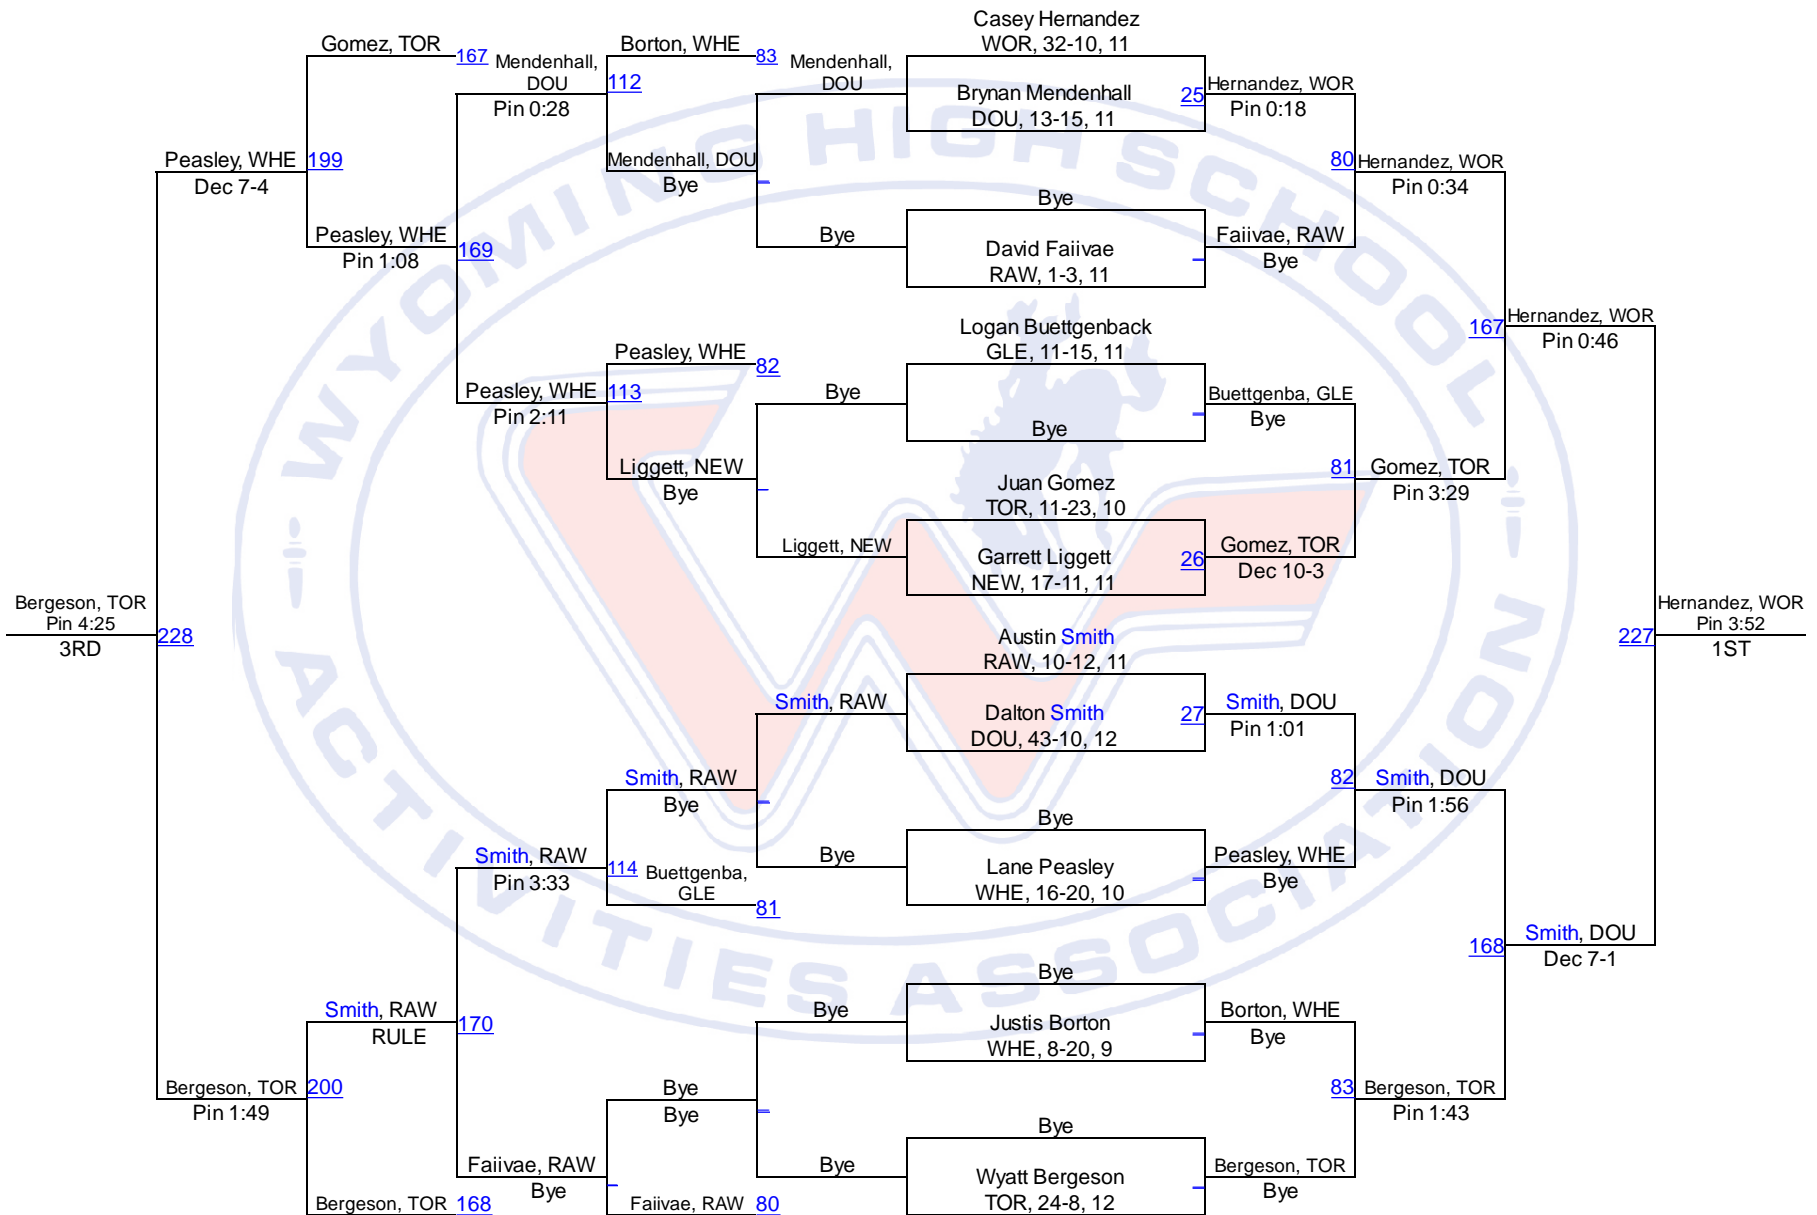 Casey Hernandez
WOR, 32-10, 11
Gomez, TOR
167
Mendenhall,
DOU
Pin 0:28
Borton, WHE
83
112
Mendenhall,
DOU
Brynan Mendenhall
DOU, 13-15, 11
25
Hernandez, WOR
Pin 0:18
Peasley, WHE
Dec 7-4
199
Mendenhall, DOU
Bye
80
Hernandez, WOR
Pin 0:34
Bye
Peasley, WHE
Pin 1:08
169
Bye
David Faiivae
RAW, 1-3, 11
Faiivae, RAW
Bye
Logan Buettgenback
GLE, 11-15, 11
167
Hernandez, WOR
Pin 0:46
Peasley, WHE
82
Peasley, WHE
Pin 2:11
113
Bye
Bye
Buettgenba, GLE
Bye
Liggett, NEW
Bye
Juan Gomez
TOR, 11-23, 10
81
Gomez, TOR
Pin 3:29
Liggett, NEW
Garrett Liggett
NEW, 17-11, 11
26
Gomez, TOR
Dec 10-3
Bergeson, TOR
Pin 4:25
3RD
228
Austin Smith
RAW, 10-12, 11
227
Hernandez, WOR
Pin 3:52
1ST
Smith, RAW
Dalton Smith
DOU, 43-10, 12
27
Smith, DOU
Pin 1:01
Smith, RAW
Bye
82
Smith, DOU
Pin 1:56
Bye
Smith, RAW
Pin 3:33
114
Buettgenba,
GLE
81
Bye
Lane Peasley
WHE, 16-20, 10
Peasley, WHE
Bye
168
Smith, DOU
Dec 7-1
Bye
Smith, RAW
RULE
170
Bye
Justis Borton
WHE, 8-20, 9
Borton, WHE
Bye
Bergeson, TOR
Pin 1:49
200
Bye
Bye
83
Bergeson, TOR
Pin 1:43
Bye
Faiivae, RAW
Bye
Bye
Wyatt Bergeson
TOR, 24-8, 12
Bergeson, TOR
Bye
Bergeson, TOR
168
Faiivae, RAW
80
WYOMING HIGH SCHOOL
ACTIVITIES ASSOCIATION